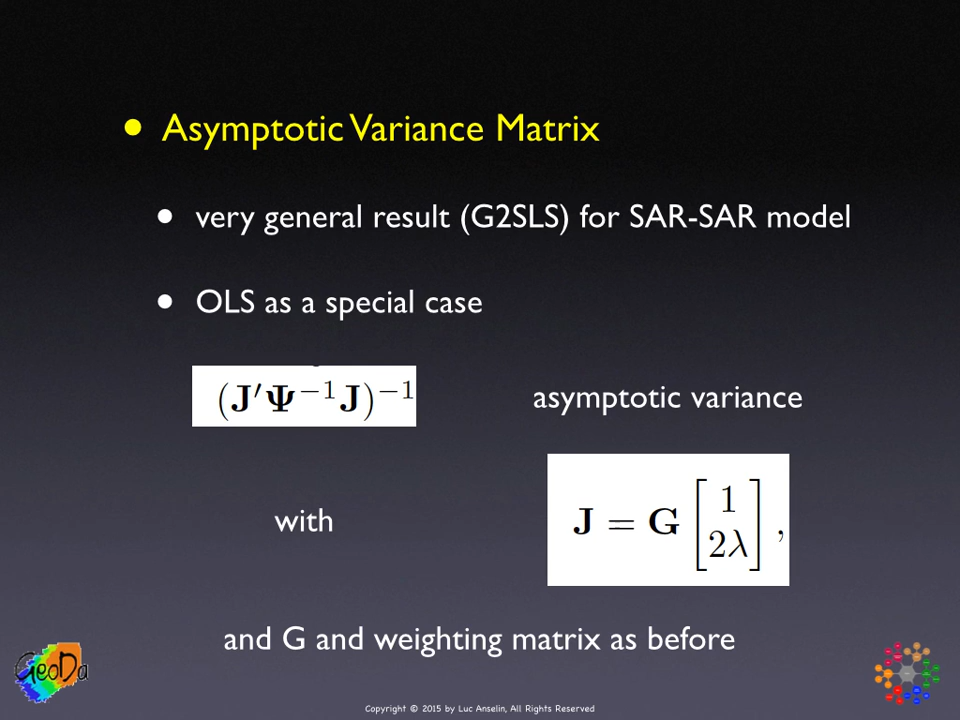 • Asymptotic Variance Matrix
• very general result (G2SLS) for SAR-SAR model
• OLS as a special case
(J′Ψ⁻¹J)⁻¹ asymptotic variance
with J = G [1 2λ] ,
and G and weighting matrix as before
GeoDa
Copyright © 2015 by Luc Anselin, All Rights Reserved